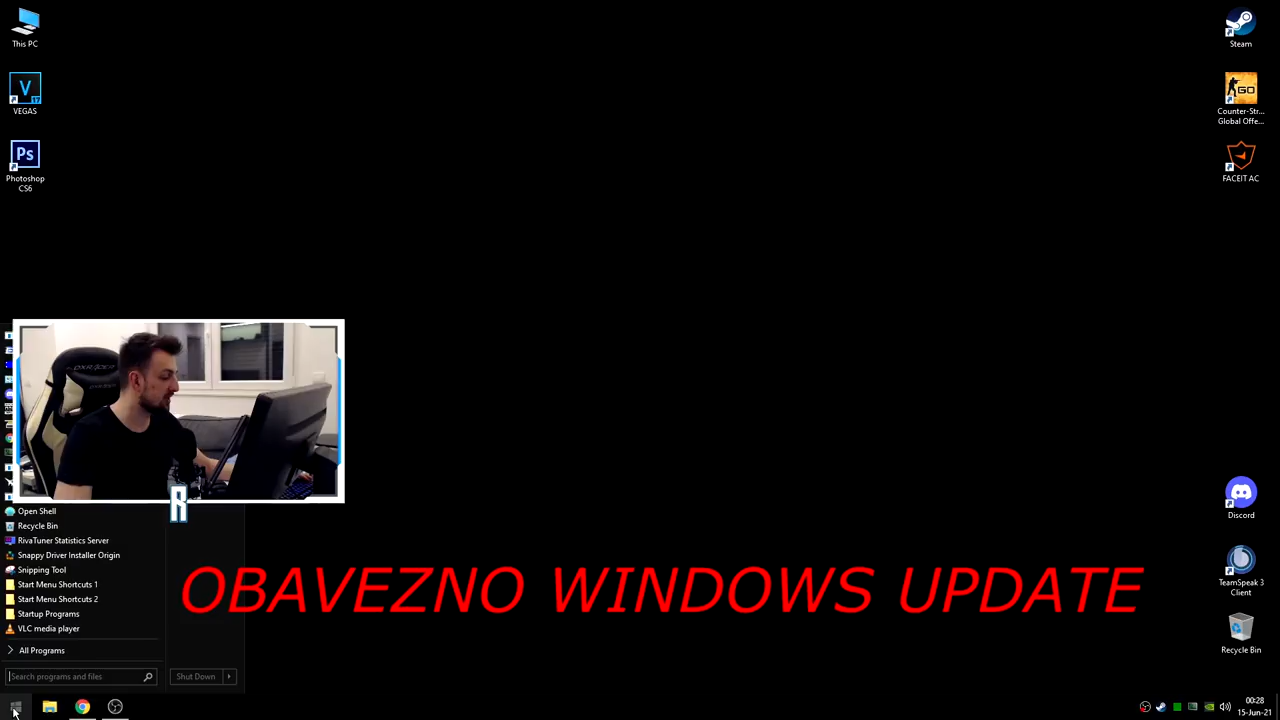 This PC
VEGAS
Photoshop
CS6
Steam
Counter-Str...
Global Offe...
FACEIT AC
DXRACER
R
Open Shell
Recycle Bin
RivaTuner Statistics Server
Snappy Driver Installer Origin
Snipping Tool
Start Menu Shortcuts 1
Start Menu Shortcuts 2
Startup Programs
VLC media player
All Programs
Search programs and files
Shut Down
OBAVEZNO WINDOWS UPDATE
Discord
TeamSpeak 3
Client
Recycle Bin
00:28
15-Jun-21